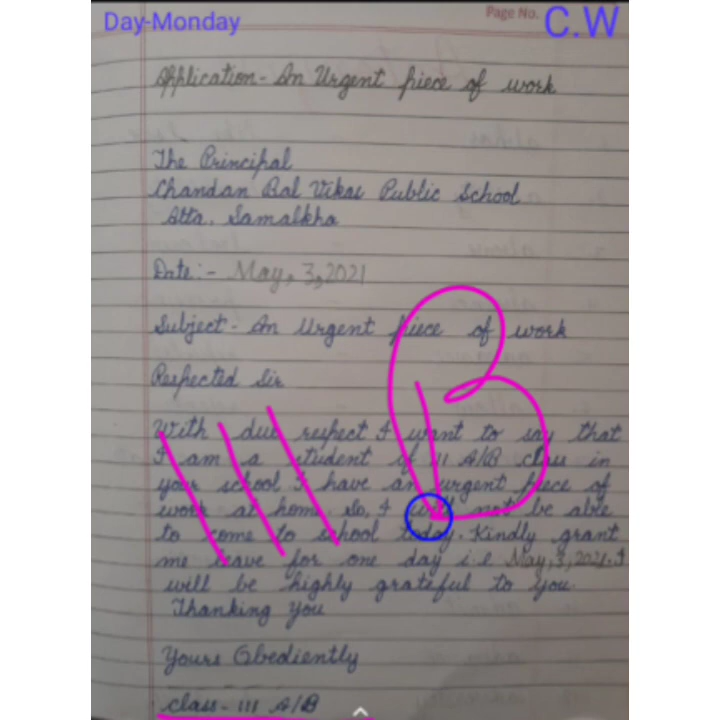 Day-Monday
Page No. C.W
Application- An Urgent piece of work
The Principal
Chandan Bal Vikas Public School
Atta, Samalkha
Date:- May, 3, 2021
Subject- An Urgent piece of work
Respected Sir
With due respect I want to say that
I am a student of III A/B class in
your school I have an urgent piece of
work at home. So, I will not be able
to come to school today. Kindly grant
me leave for one day i.e May, 3, 2021. I
will be highly grateful to you.
Thanking you
Yours Obediently
class- III A/B
III B